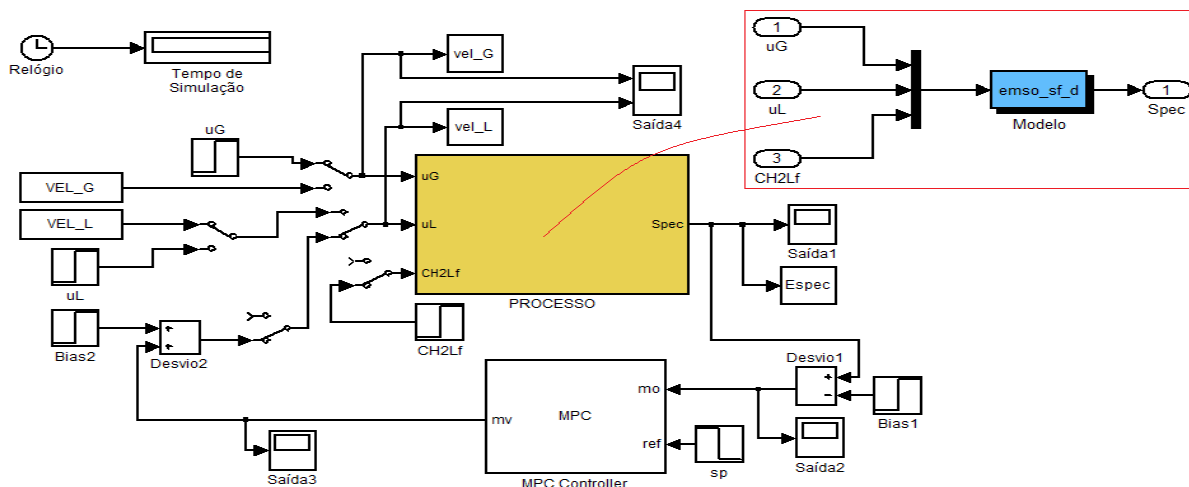 Relógio
Tempo de
Simulação
uG
VEL_G
VEL_L
uL
Bias2
+
+
Desvio2
vel_G
vel_L
Saída4
uG
uL
CH2Lf
Spec
PROCESSO
CH2Lf
Saída1
Espec
Desvio1
+
−
Bias1
Saída2
MPC
mo
ref
mv
MPC Controller
sp
Saída3
1
uG
2
uL
3
CH2Lf
emso_sf_d
Modelo
1
Spec